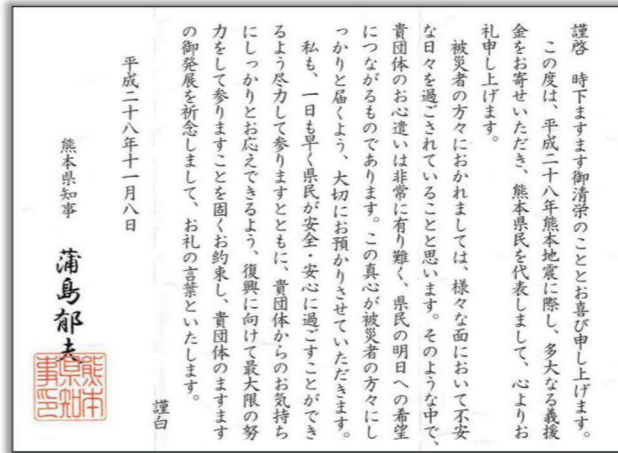 謹啓　時下ますます御清栄のこととお喜び申し上げます。
この度は、平成二十八年熊本地震に際し、多大なる義援
金をお寄せいただき、熊本県民を代表しまして、心よりお
礼申し上げます。
被災者の方々におかれましては、様々な面において不安
な日々を過ごされていることと思います。そのような中で、
貴団体のお心遣いは非常に有り難く、県民の明日への希望
につながるものであります。この真心が被災者の方々にし
っかりと届くよう、大切にお預かりさせていただきます。
私も、一日も早く県民が安全・安心に過ごすことができ
るよう尽力して参りますとともに、貴団体からのお気持ち
にしっかりとお応えできるよう、復興に向けて最大限の努
力をして参りますことを固くお約束し、貴団体のますます
の御発展を祈念しまして、お礼の言葉といたします。
謹白
平成二十八年十一月八日
熊本県知事　蒲島郁夫
熊本
県知
事印